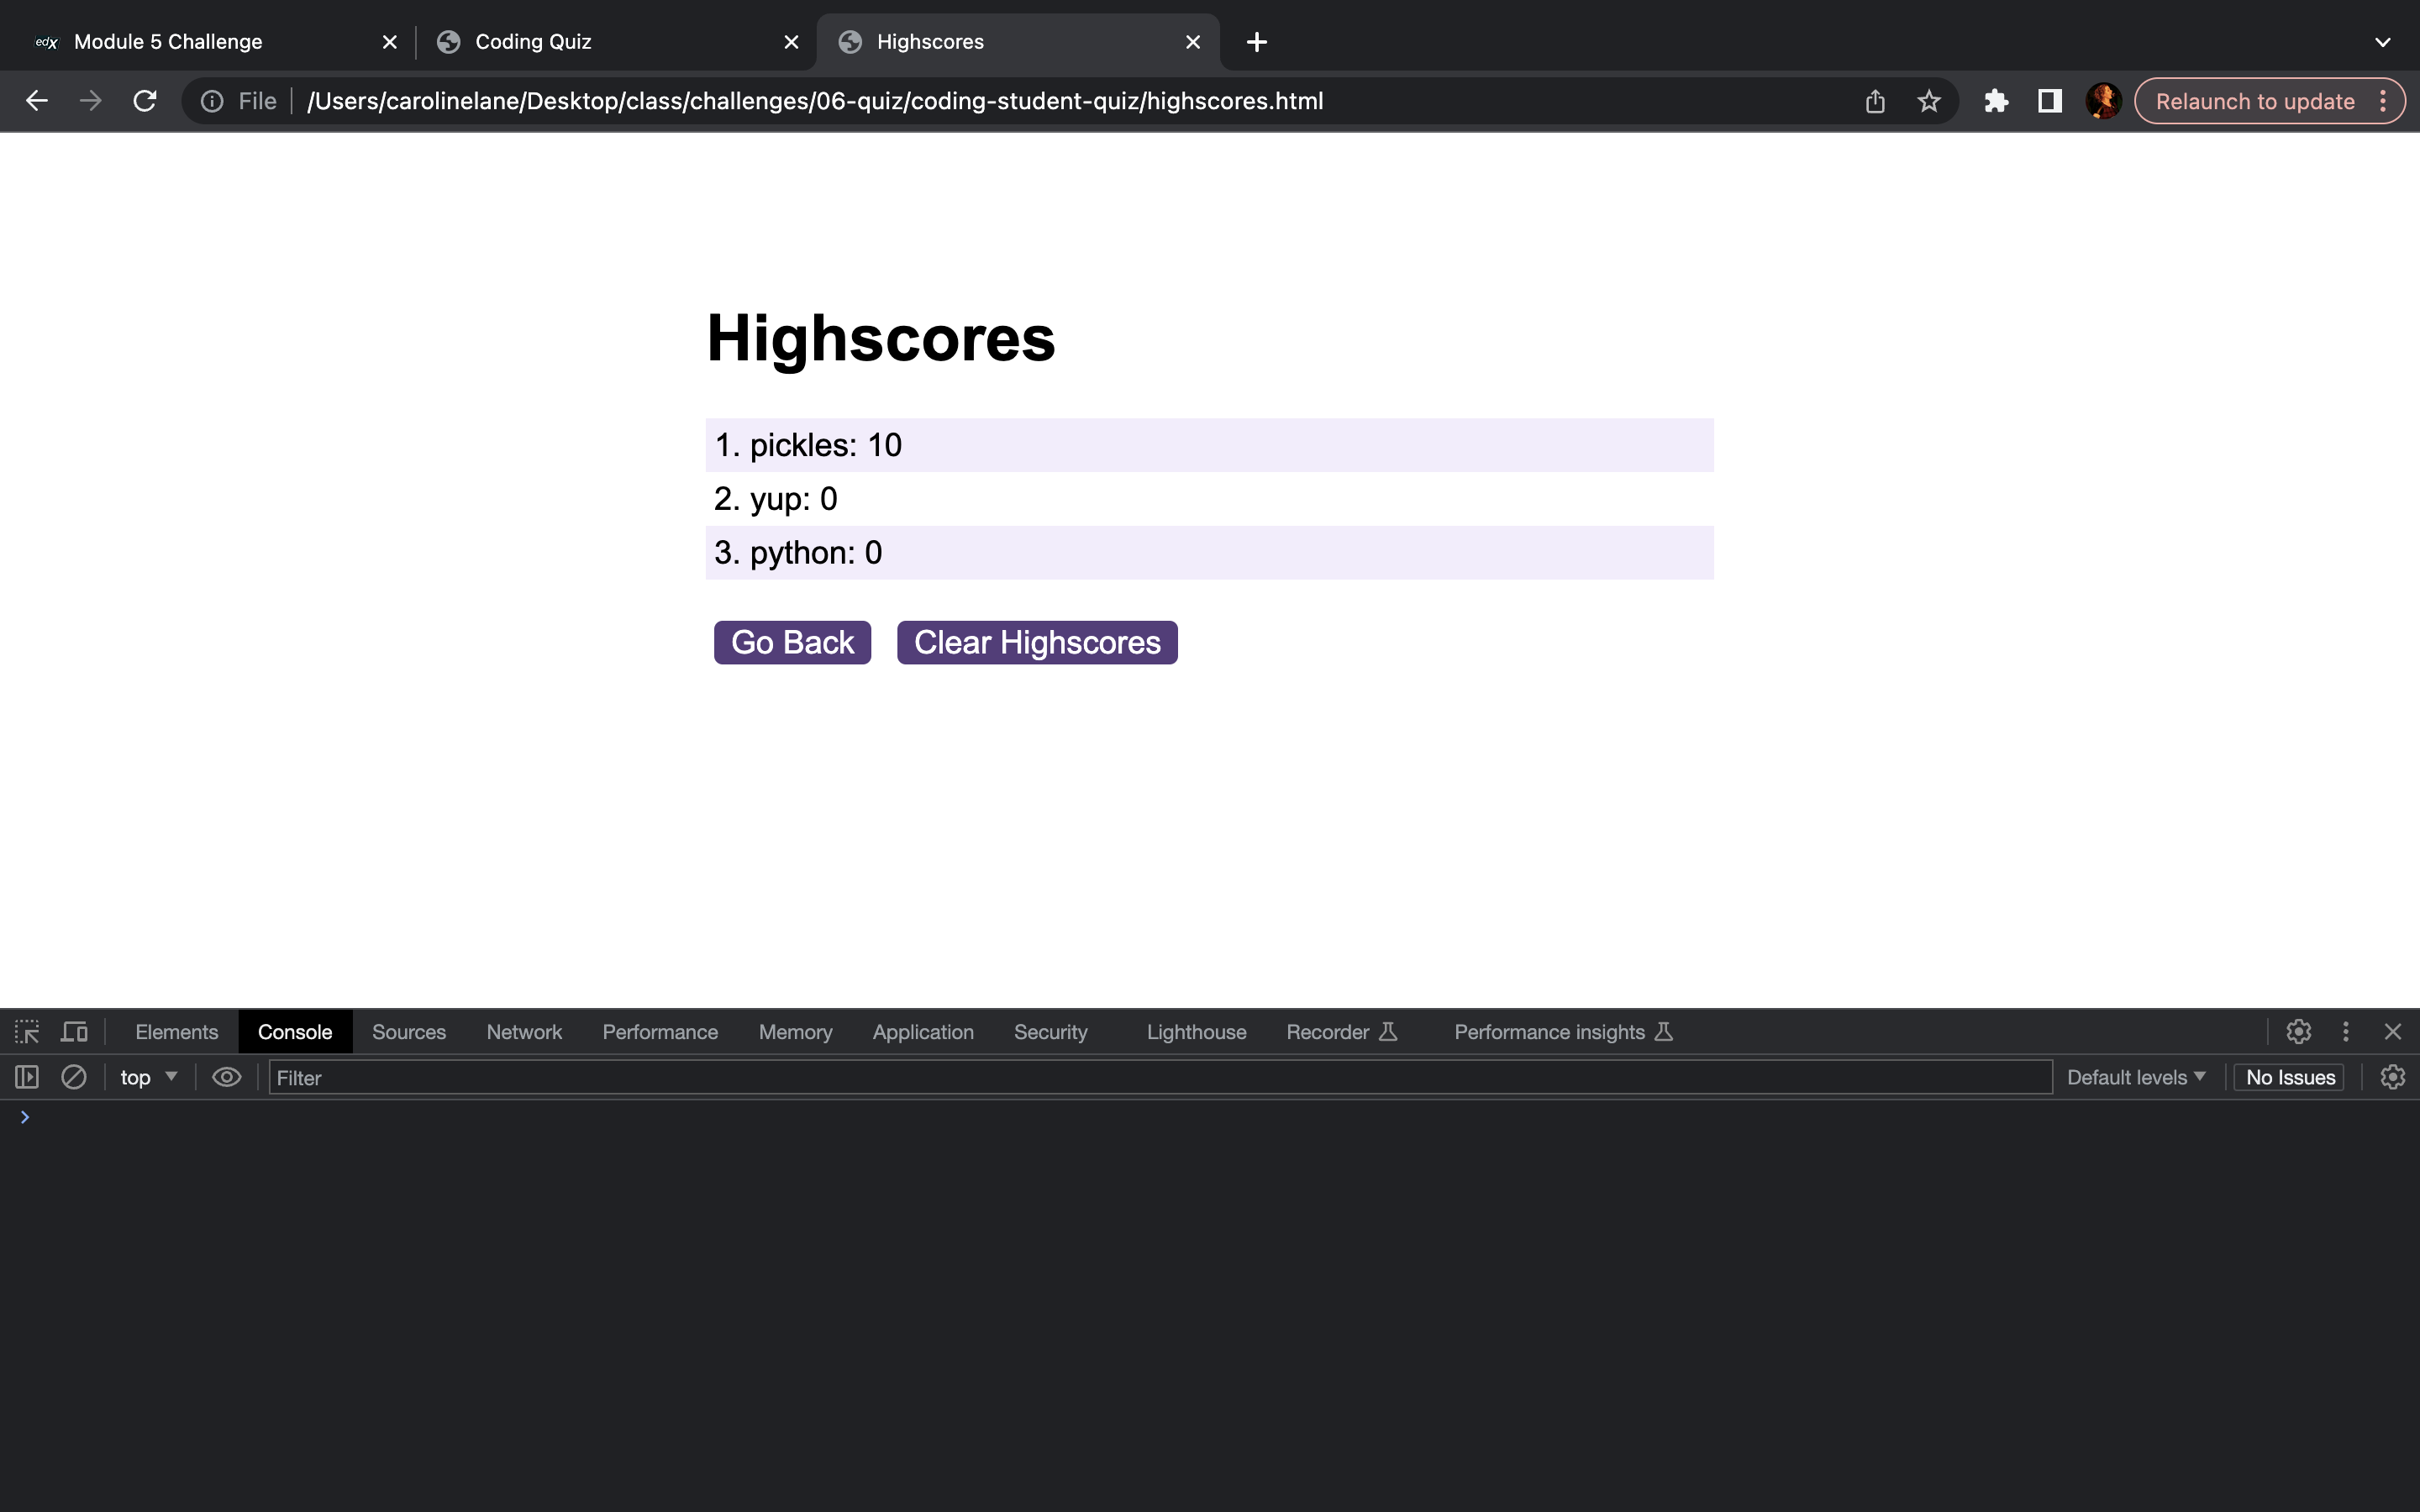 edX Module 5 Challenge Coding Quiz Highscores
File /Users/carolinelane/Desktop/class/challenges/06-quiz/coding-student-quiz/highscores.html Relaunch to update
Highscores
1. pickles: 10
2. yup: 0
3. python: 0
Go Back Clear Highscores
Elements Console Sources Network Performance Memory Application Security Lighthouse Recorder Performance insights
top Filter Default levels No Issues